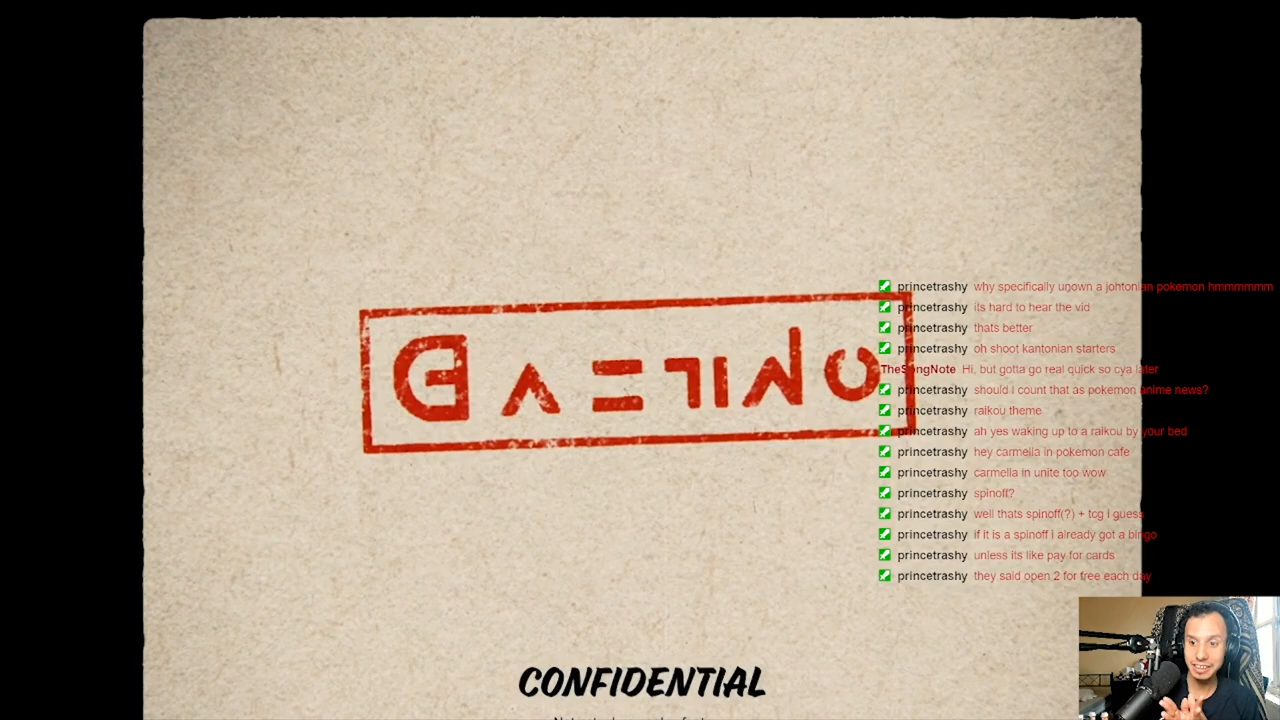 princetrashy why specifically unown a johtonian pokemon hmmmmmm
princetrashy its hard to hear the vid
princetrashy thats better
princetrashy oh shoot kantonian starters
TheSongNote Hi, but gotta go real quick so cya later
princetrashy should i count that as pokemon anime news?
princetrashy raikou theme
princetrashy ah yes waking up to a raikou by your bed
princetrashy hey carmella in pokemon cafe
princetrashy carmella in unite too wow
princetrashy spinoff?
princetrashy well thats spinoff(?) + tcg i guess
princetrashy if it is a spinoff i already got a bingo
princetrashy unless its like pay for cards
princetrashy they said open 2 for free each day
CONFIDENTIAL